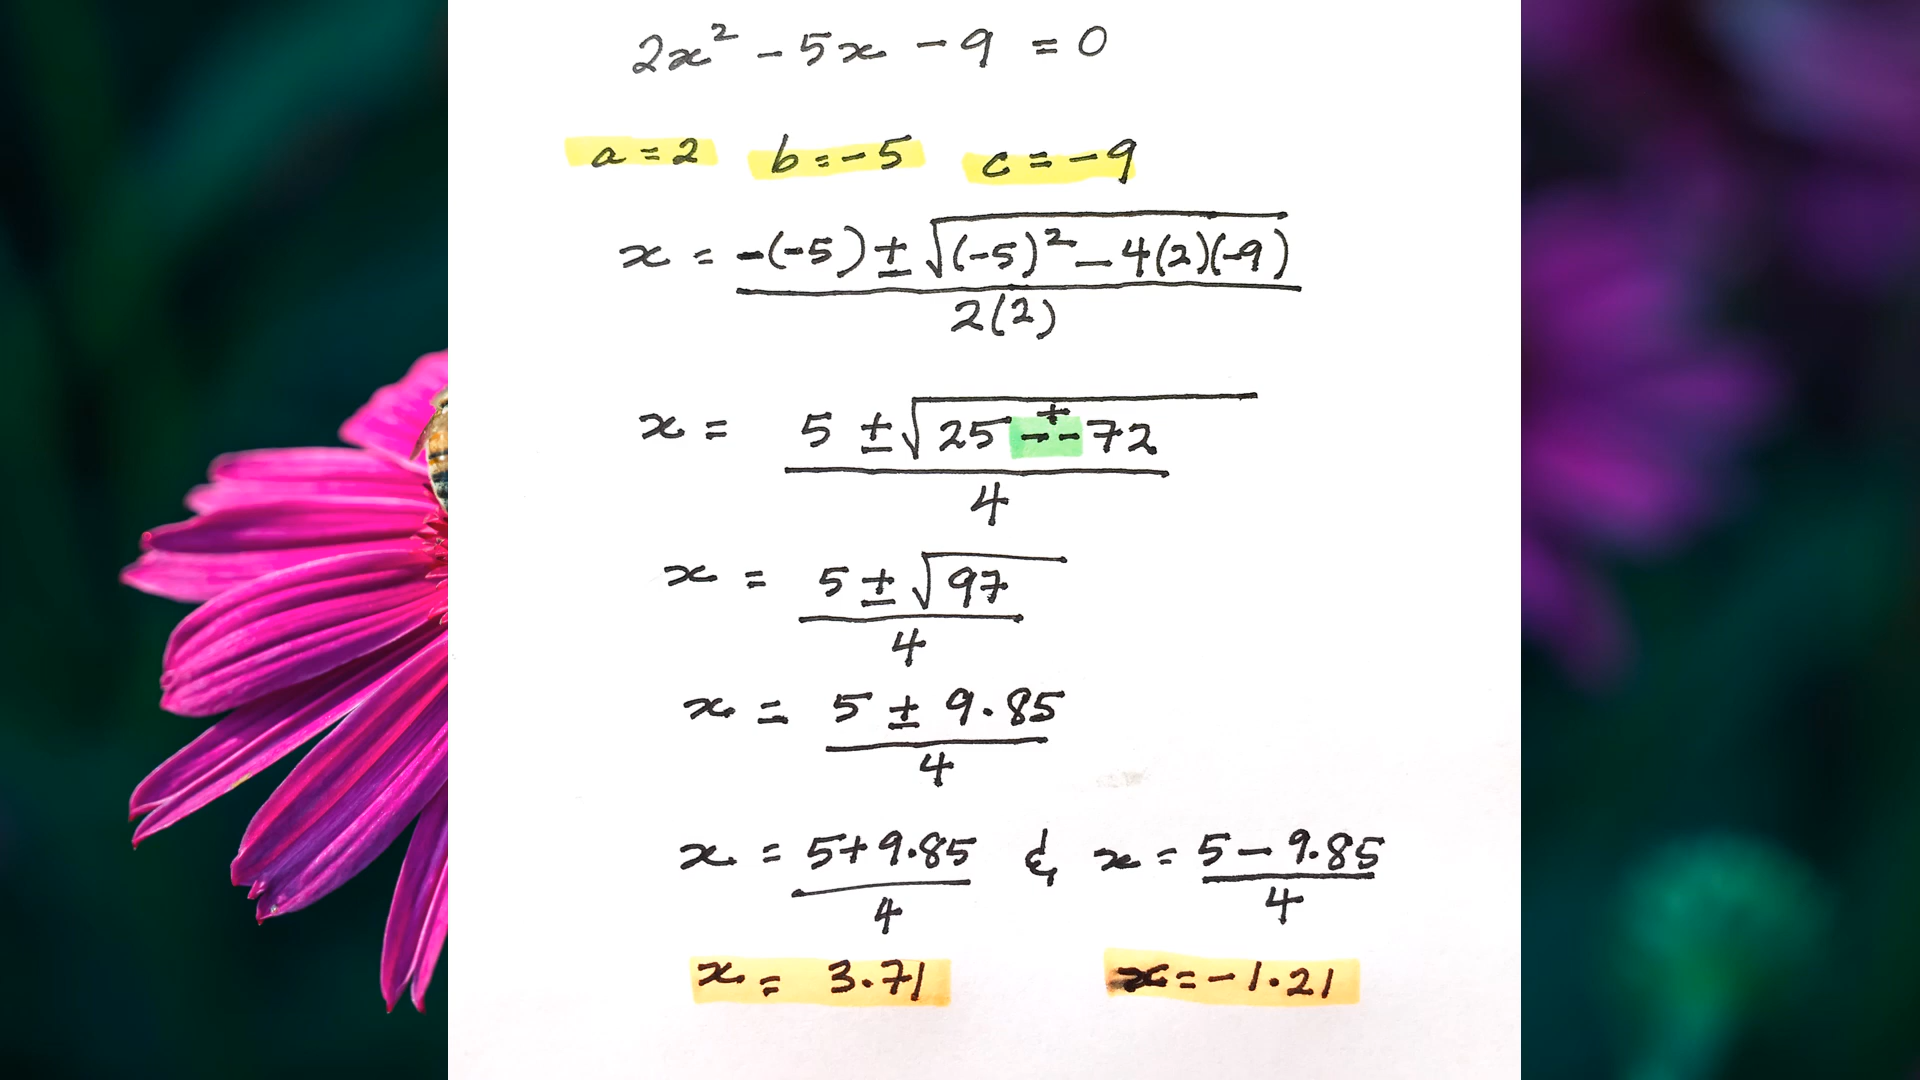 2x² - 5x - 9 = 0
a = 2 b = -5 c = -9
x = -(-5) ± √(-5)² - 4(2)(-9)
2(2)
x = 5 ± √25 - - 72
+
4
x = 5 ± √97
4
x = 5 ± 9.85
4
x = 5+9.85 & x = 5 - 9.85
4 4
x = 3.71 x = -1.21